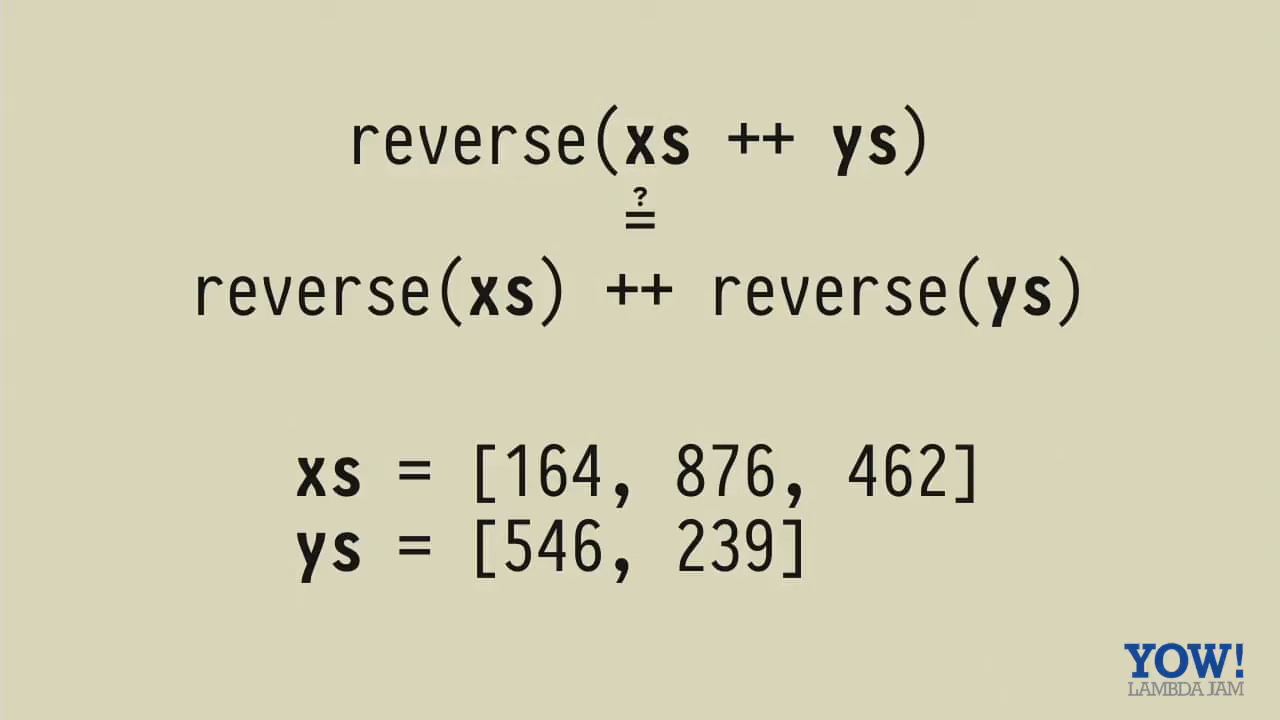 reverse(xs ++ ys)
?
=
reverse(xs) ++ reverse(ys)
xs = [164, 876, 462]
ys = [546, 239]
YOW!
LAMBDA JAM